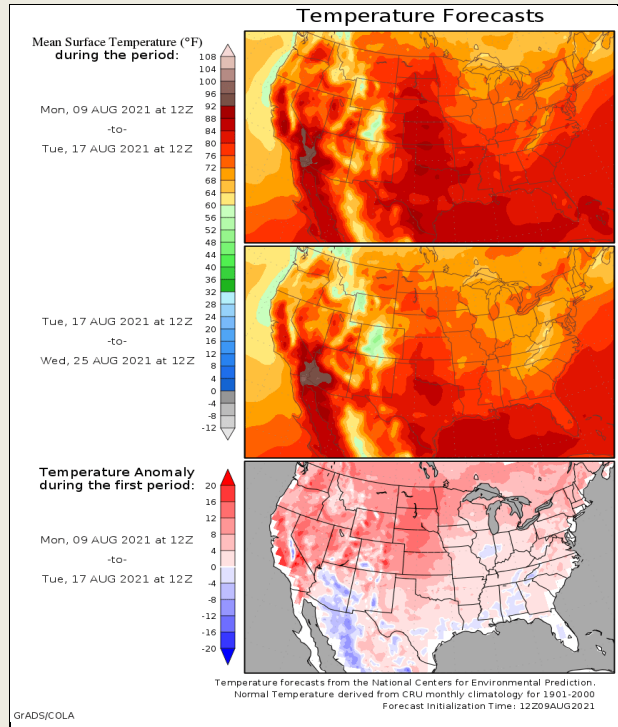 Temperature Forecasts
Mean Surface Temperature (°F)
during the period:
Mon, 09 AUG 2021 at 12Z
-to-
Tue, 17 AUG 2021 at 12Z
108
104
100
96
92
88
84
80
76
72
68
64
60
56
52
48
44
40
36
32
28
24
20
16
12
8
4
0
-4
-8
-12
Tue, 17 AUG 2021 at 12Z
-to-
Wed, 25 AUG 2021 at 12Z
Temperature Anomaly
during the first period:
Mon, 09 AUG 2021 at 12Z
-to-
Tue, 17 AUG 2021 at 12Z
20
16
12
8
4
0
-4
-8
-12
-16
-20
Temperature forecasts from the National Centers for Environmental Prediction.
Normal Temperature derived from CRU monthly climatology for 1901-2000
Forecast Initialization Time: 12Z09AUG2021
GrADS/COLA